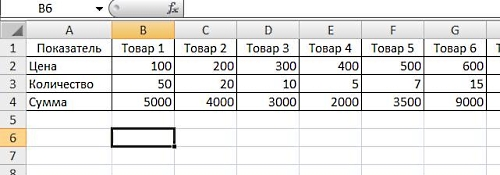 B6 fx
A B C D E F G
1 Показатель Товар 1 Товар 2 Товар 3 Товар 4 Товар 5 Товар 6
2 Цена 100 200 300 400 500 600
3 Количество 50 20 10 5 7 15
4 Сумма 5000 4000 3000 2000 3500 9000
5
6
7
8